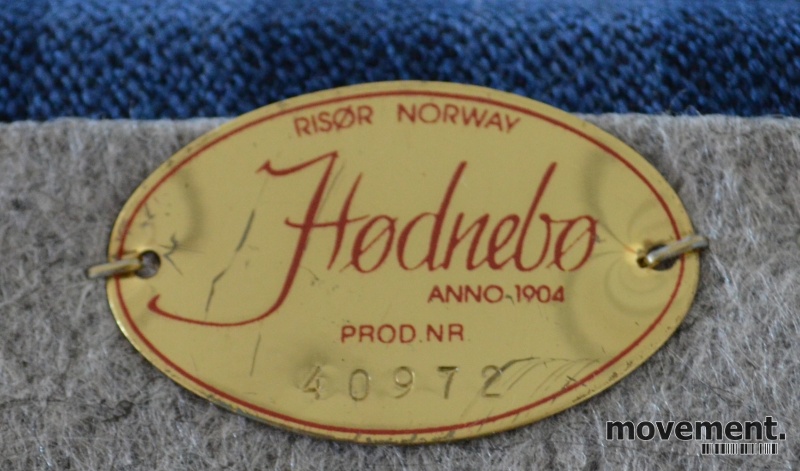 RISØR NORWAY
Hødnebø
ANNO-1904
PROD.NR
40972
movement.